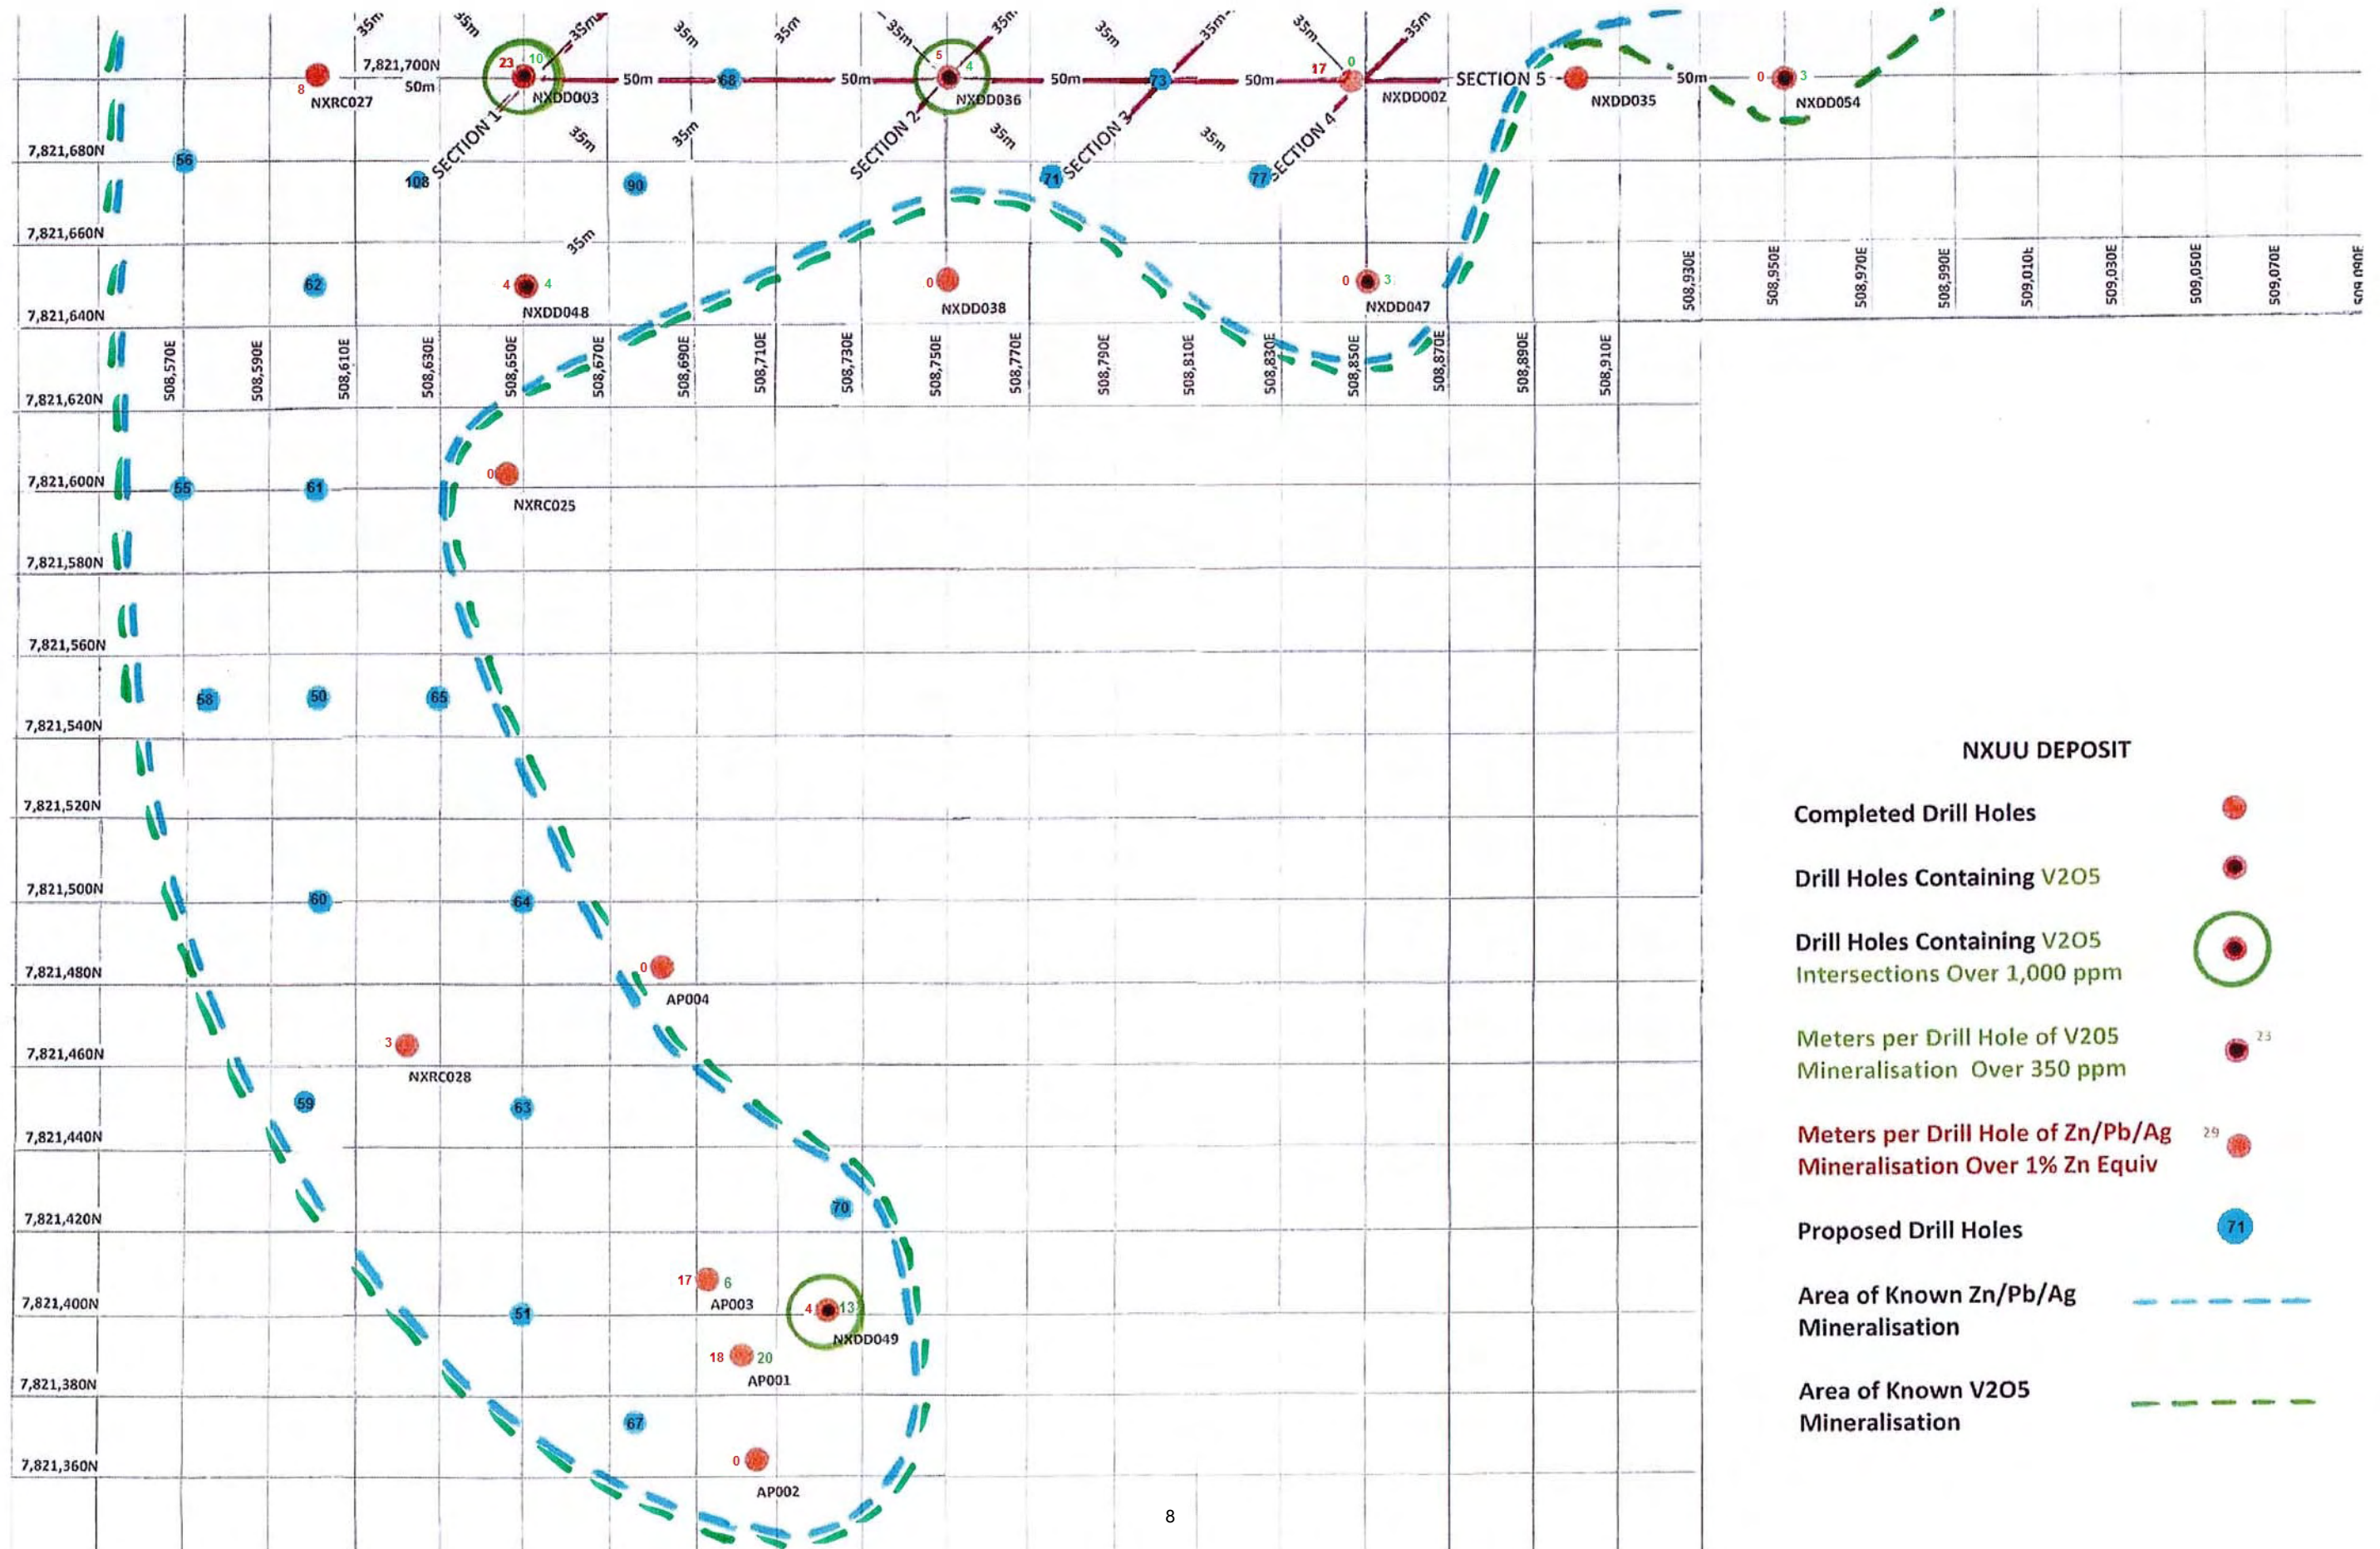 35m 35m 35m 35m 35m 35m 35m 35m 35m 35m 35m
7,821,700N
50m
8
NXRC027
23 10
NXDD003
50m
68
50m
5 4
NXDD036
50m
73
50m
17 0
NXDD002
SECTION 5
NXDD035
50m
0 3
NXDD054
SECTION 1
35m
35m
SECTION 2
35m
SECTION 3
35m
SECTION 4
7,821,680N
56
108
90
71
77
7,821,660N
35m
62
4 4
NXDD048
0
NXDD038
0 3
NXDD047
508,930E
508,950E
508,970E
508,990E
509,010E
509,030E
509,050E
509,070E
7,821,640N
508,570E
508,590E
508,610E
508,630E
508,650E
508,670E
508,690E
508,710E
508,730E
508,750E
508,770E
508,790E
508,810E
508,830E
508,850E
508,870E
508,890E
508,910E
7,821,620N
0
NXRC025
7,821,600N
55
61
7,821,580N
7,821,560N
58
50
65
7,821,540N
7,821,520N
7,821,500N
60
64
7,821,480N
0
AP004
7,821,460N
3
NXRC028
59
63
7,821,440N
7,821,420N
70
17 6
AP003
7,821,400N
51
4 13
NXDD049
18 20
AP001
7,821,380N
67
0
AP002
7,821,360N
8
NXUU DEPOSIT
Completed Drill Holes
Drill Holes Containing V2O5
Drill Holes Containing V2O5
Intersections Over 1,000 ppm
Meters per Drill Hole of V205
Mineralisation Over 350 ppm
23
Meters per Drill Hole of Zn/Pb/Ag
Mineralisation Over 1% Zn Equiv
29
Proposed Drill Holes
71
Area of Known Zn/Pb/Ag
Mineralisation
Area of Known V2O5
Mineralisation